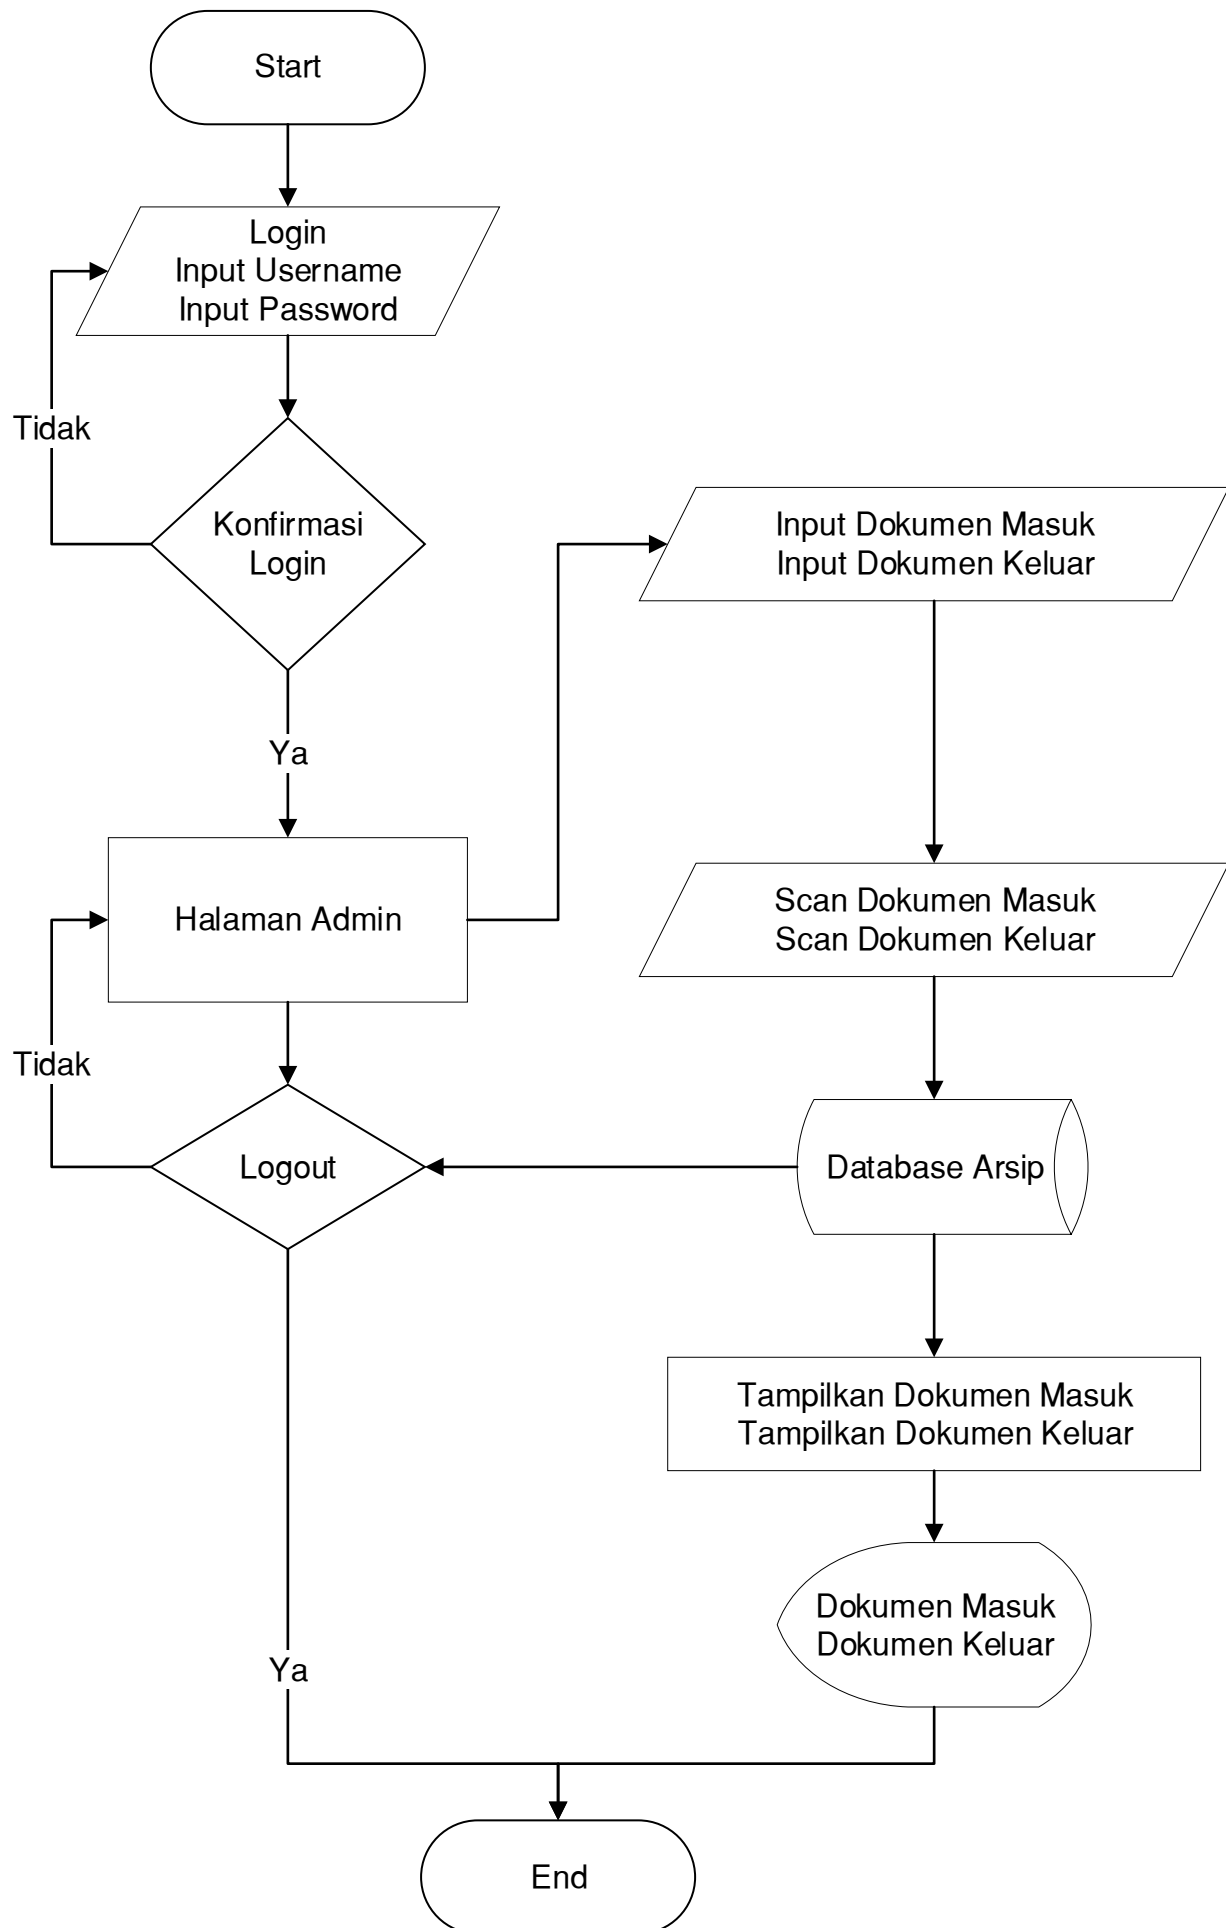 Start
Login
Input Username
Input Password
Tidak
Konfirmasi
Login
Ya
Input Dokumen Masuk
Input Dokumen Keluar
Halaman Admin
Scan Dokumen Masuk
Scan Dokumen Keluar
Tidak
Logout
Database Arsip
Tampilkan Dokumen Masuk
Tampilkan Dokumen Keluar
Dokumen Masuk
Dokumen Keluar
Ya
End